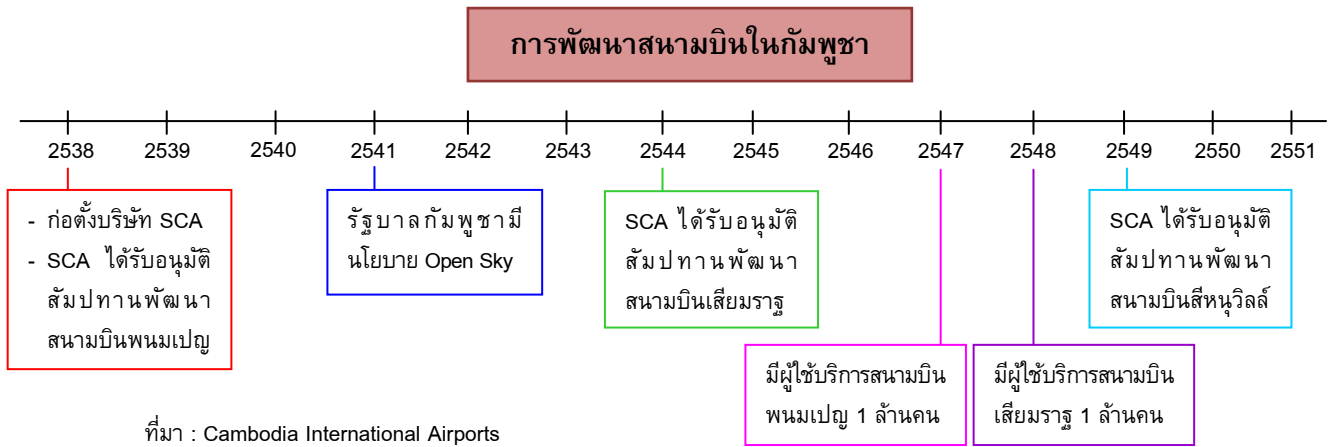 การพัฒนาสนามบินในกัมพูชา
2538 2539 2540 2541 2542 2543 2544 2545 2546 2547 2548 2549 2550 2551
- ก่อตั้งบริษัท SCA
- SCA ได้รับอนุมัติ
สัมปทานพัฒนา
สนามบินพนมเปญ
รัฐบาลกัมพูชามี
นโยบาย Open Sky
SCA ได้รับอนุมัติ
สัมปทานพัฒนา
สนามบินเสียมราฐ
SCA ได้รับอนุมัติ
สัมปทานพัฒนา
สนามบินสีหนุวิลล์
มีผู้ใช้บริการสนามบิน
พนมเปญ 1 ล้านคน
มีผู้ใช้บริการสนามบิน
เสียมราฐ 1 ล้านคน
ที่มา : Cambodia International Airports